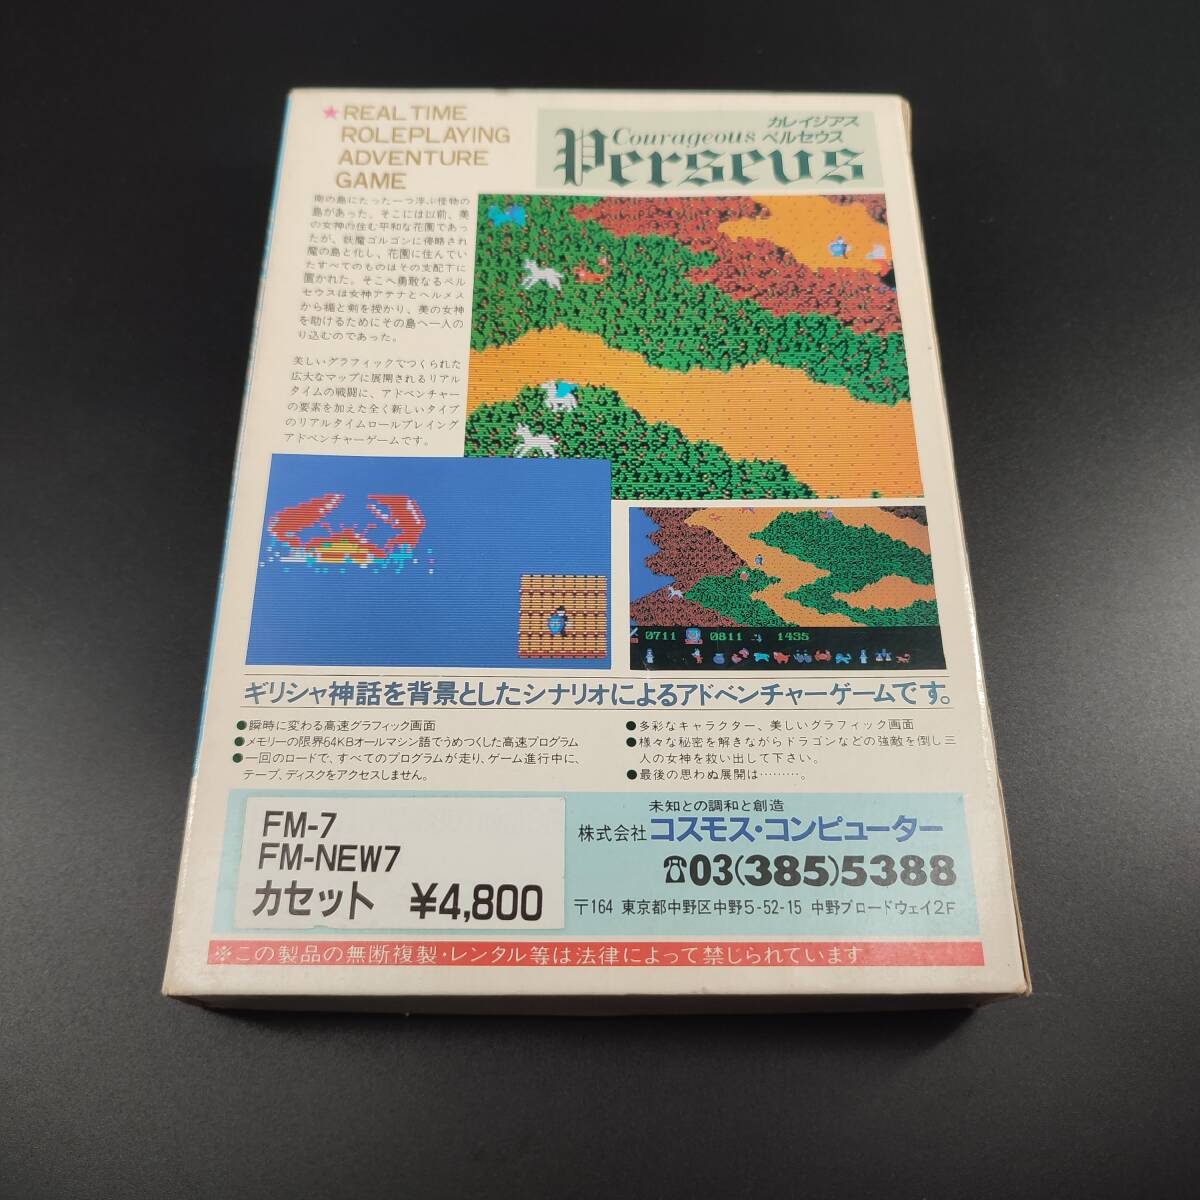 ★REAL TIME
ROLEPLAYING
ADVENTURE
GAME
カレイジアス
Courageous ペルセウス
Perseus
南の島にたった一つ浮ぶ怪物の
島があった。そこには以前、美
の女神の住む平和な花園であっ
たが、妖魔ゴルゴンに侵略され
魔の島と化し、花園に住んでい
たすべてのものはその支配下に
置かれた。そこへ勇敢なるペル
セウスは女神アテナとヘルメス
から楯と剣を授かり、美の女神
を助けるためにその島へ一人の
り込むのであった。
美しいグラフィックでつくられた
広大なマップに展開されるリアル
タイムの戦闘に、アドベンチャー
の要素を加えた全く新しいタイプ
のリアルタイムロールプレイング
アドベンチャーゲームです。
0711 0811 1435
ギリシャ神話を背景としたシナリオによるアドベンチャーゲームです。
●瞬時に変わる高速グラフィック画面
●メモリーの限界64KBオールマシン語でうめつくした高速プログラム
●一回のロードで、すべてのプログラムが走り、ゲーム進行中に、
テープ、ディスクをアクセスしません。
●多彩なキャラクター、美しいグラフィック画面
●様々な秘密を解きながらドラゴンなどの強敵を倒し三
人の女神を救い出して下さい。
●最後の思わぬ展開は………。
FM-7
FM-NEW7
カセット ¥4,800
未知との調和と創造
株式会社コスモス・コンピューター
☎03(385)5388
〒164 東京都中野区中野5-52-15 中野ブロードウェイ2F
※この製品の無断複製・レンタル等は法律によって禁じられています